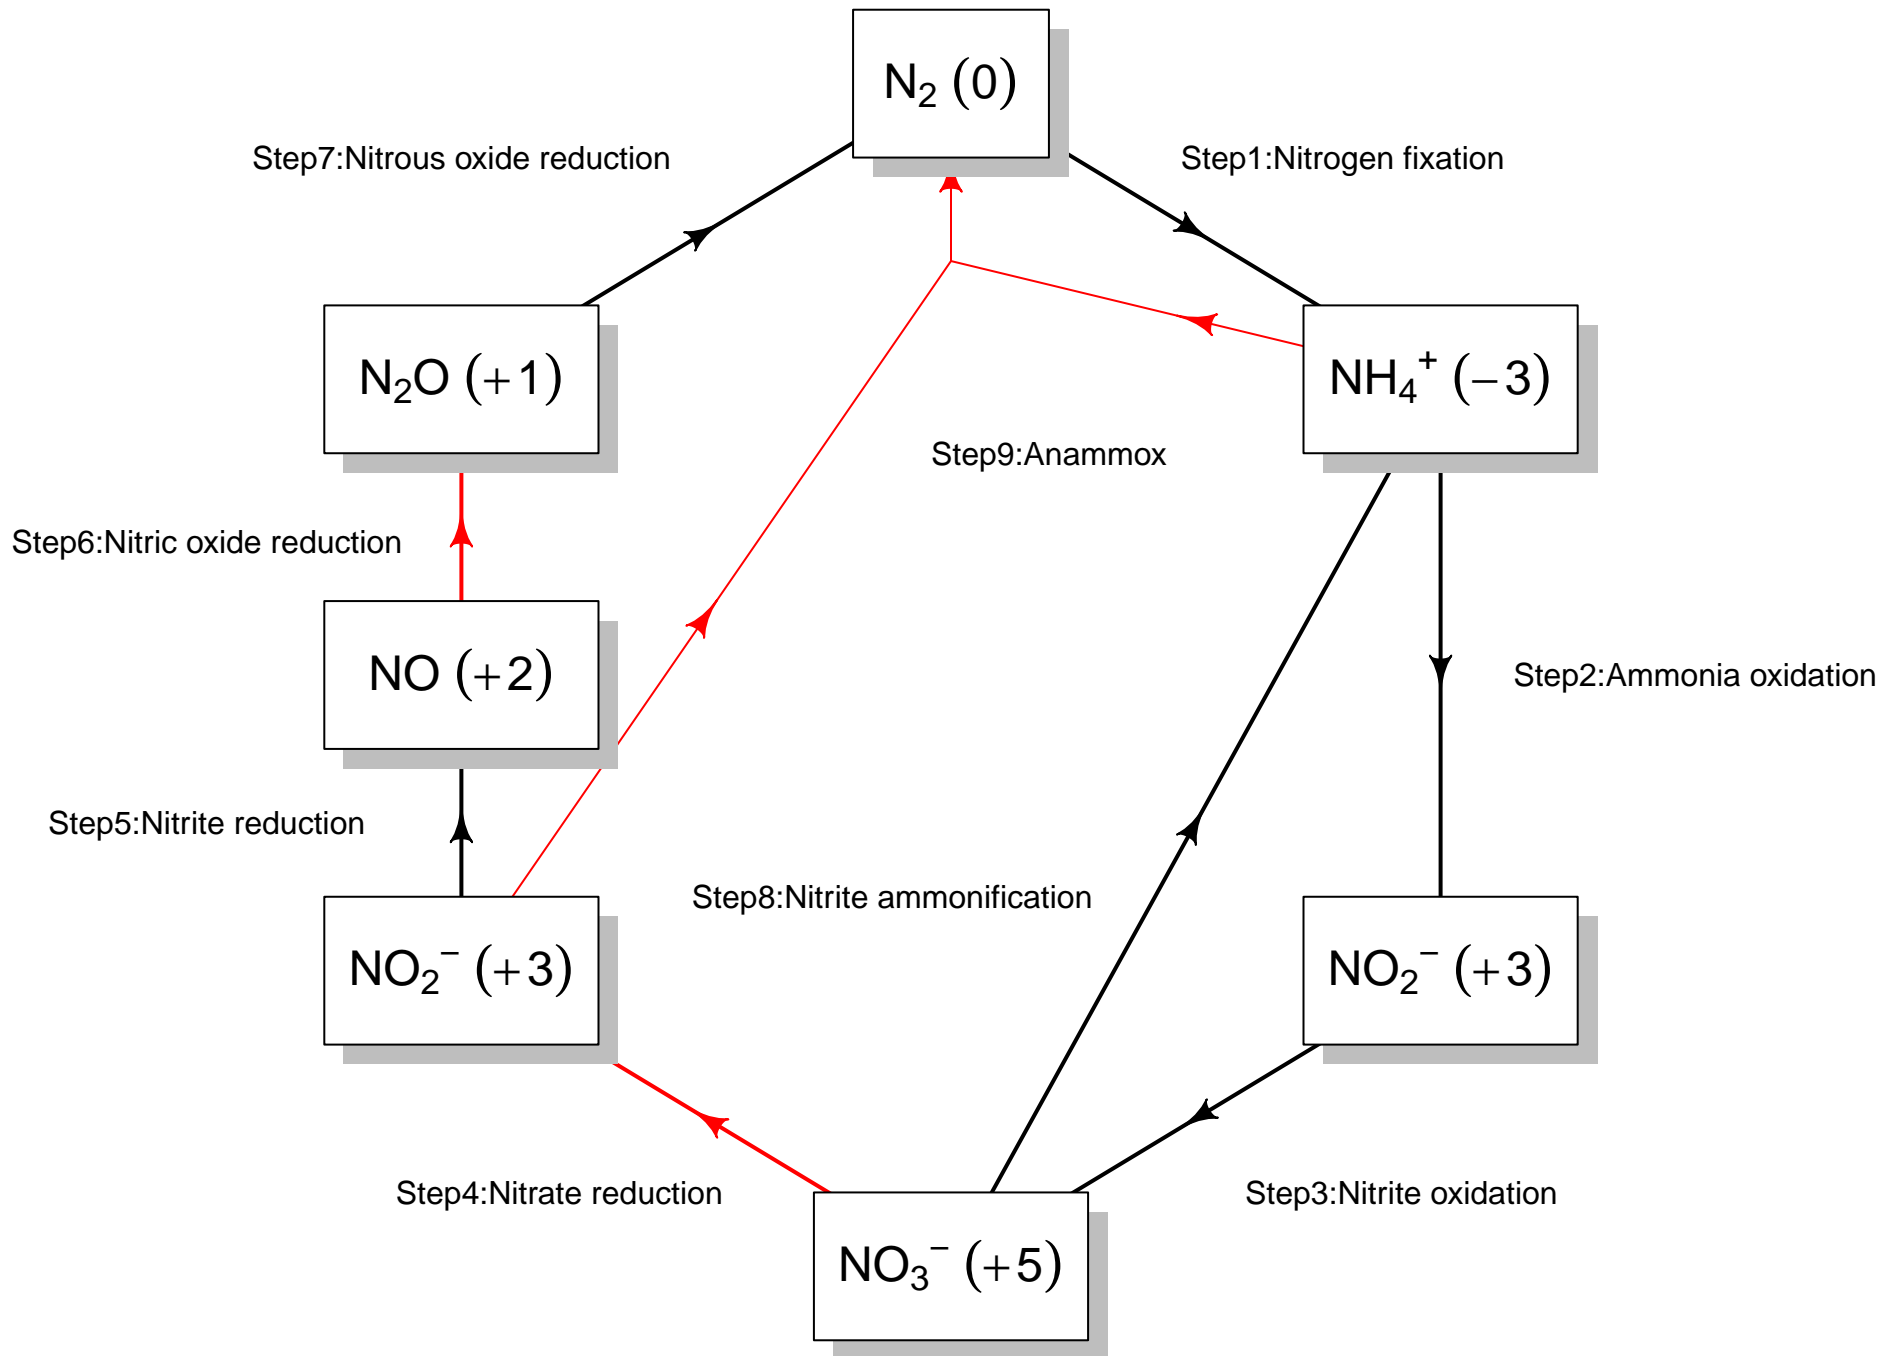 N₂ (0)
Step7:Nitrous oxide reduction
Step1:Nitrogen fixation
N₂O (+1)
NH₄⁺ (−3)
Step9:Anammox
Step6:Nitric oxide reduction
NO (+2)
Step2:Ammonia oxidation
Step5:Nitrite reduction
Step8:Nitrite ammonification
NO₂⁻ (+3)
NO₂⁻ (+3)
Step4:Nitrate reduction
Step3:Nitrite oxidation
NO₃⁻ (+5)